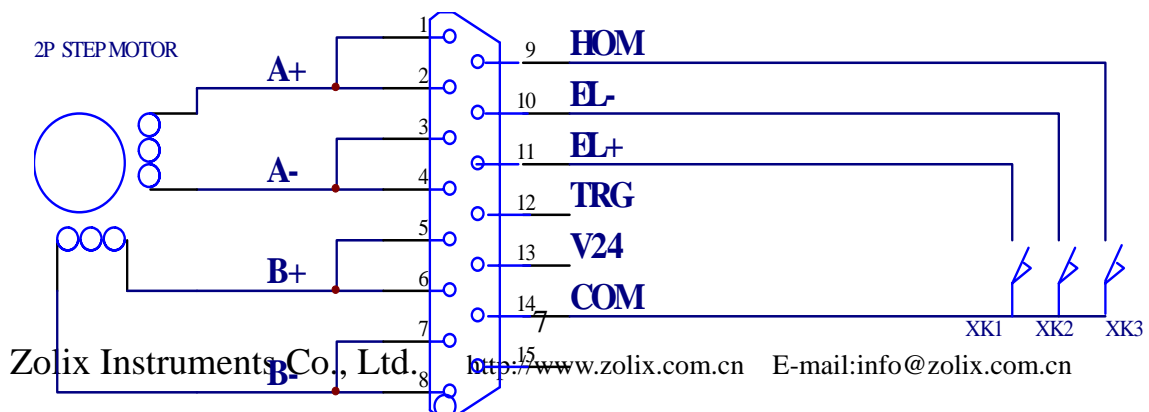 1
9 HOM
2P STEP MOTOR
A+
2
10 EL-
3
11 EL+
A-
4
12 TRG
5
13 V24
B+
6
14 COM
7
7
XK1 XK2 XK3
15
Zolix Instruments Co., Ltd. http://www.zolix.com.cn E-mail:info@zolix.com.cn
B-
8